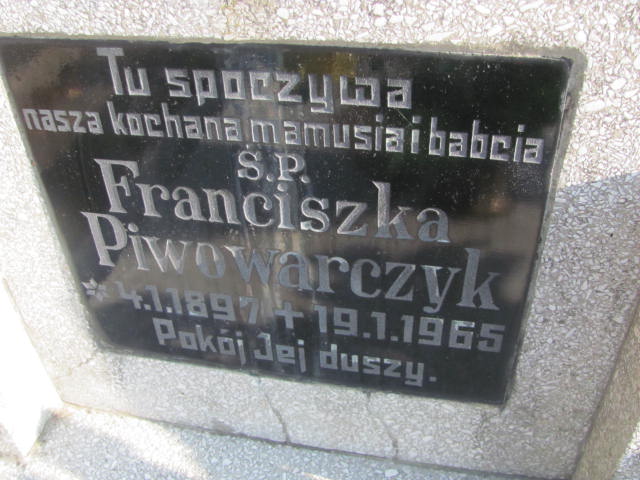 Tu spoczywa
nasza kochana mamusia i babcia
Ś.P.
Franciszka
Piwowarczyk
* 4.1.1897 + 19.1.1965
Pokój Jej duszy.